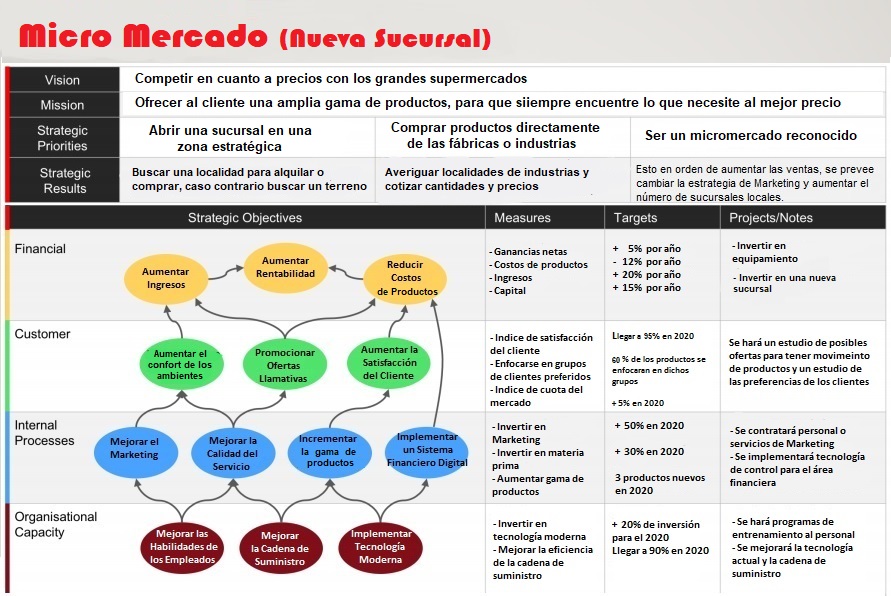 Micro Mercado (Nueva Sucursal)
Vision
Competir en cuanto a precios con los grandes supermercados
Mission
Ofrecer al cliente una amplia gama de productos, para que siiempre encuentre lo que necesite al mejor precio
Strategic
Priorities
Abrir una sucursal en una
zona estratégica
Comprar productos directamente
de las fábricas o industrias
Ser un micromercado reconocido
Strategic
Results
Buscar una localidad para alquilar o
comprar, caso contrario buscar un terreno
Averiguar localidades de industrias y
cotizar cantidades y precios
Esto en orden de aumentar las ventas, se prevee
cambiar la estrategia de Marketing y aumentar el
número de sucursales locales.
Strategic Objectives
Measures
Targets
Projects/Notes
Financial
Aumentar
Ingresos
Aumentar
Rentabilidad
Reducir
Costos
de Productos
- Ganancias netas
- Costos de productos
- Ingresos
- Capital
+ 5% por año
- 12% por año
+ 20% por año
+ 15% por año
- Invertir en
equipamiento
- Invertir en una nueva
sucursal
Customer
Aumentar el
confort de los
ambientes
Promocionar
Ofertas
Llamativas
Aumentar la
Satisfacción
del Cliente
- Indice de satisfacción
del cliente
- Enfocarse en grupos
de clientes preferidos
- Indice de cuota del
mercado
Llegar a 95% en 2020
60 % de los productos se
enfocaran en dichos
grupos
+ 5% en 2020
Se hará un estudio de posibles
ofertas para tener movimeinto
de productos y un estudio de
las preferencias de los clientes
Internal
Processes
Mejorar el
Marketing
Mejorar la
Calidad del
Servicio
Incrementar
la gama de
productos
Implementar
un Sistema
Financiero Digital
- Invertir en
Marketing
- Invertir en materia
prima
- Aumentar gama de
productos
+ 50% en 2020
+ 30% en 2020
3 productos nuevos
en 2020
- Se contratará personal o
servicios de Marketing
- Se implementará tecnología
de control para el área
financiera
Organisational
Capacity
Mejorar las
Habilidades de
los Empleados
Mejorar
la Cadena de
Suministro
Implementar
Tecnología
Moderna
- Invertir en
tecnología moderna
- Mejorar la eficiencia
de la cadena de
suministro
+ 20% de inversión
para el 2020
Llegar a 90% en 2020
- Se hará programas de
entrenamiento al personal
- Se mejorará la tecnología
actual y la cadena de
suministro